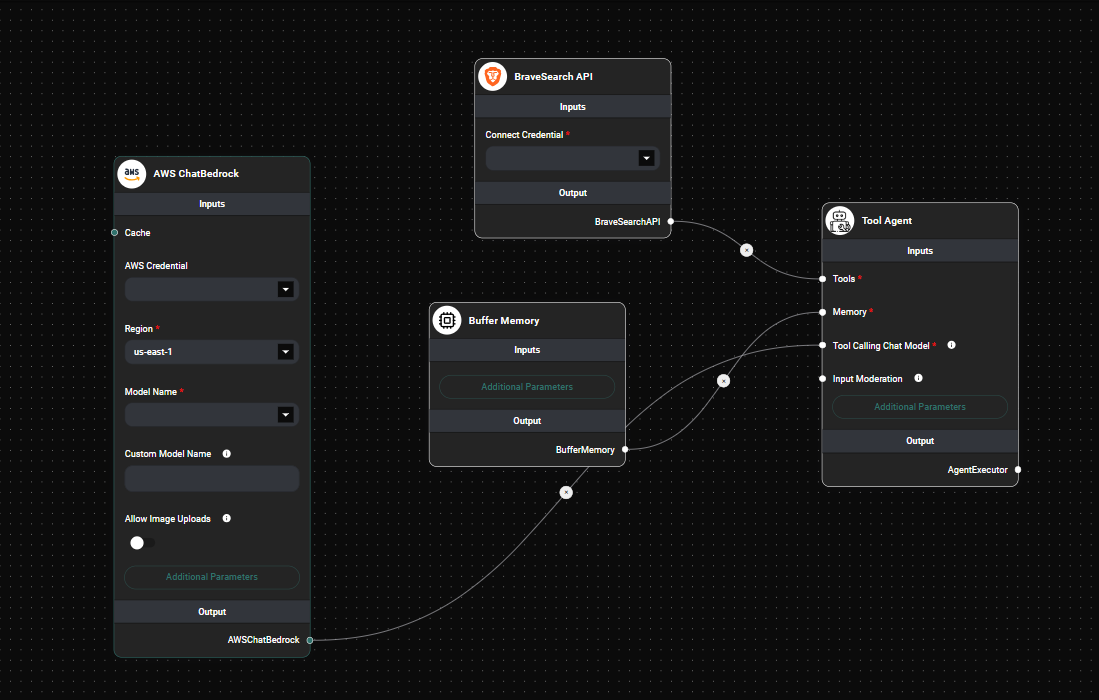 BraveSearch API
Inputs
Connect Credential *
Output
BraveSearchAPI
aws
AWS ChatBedrock
Inputs
Cache
AWS Credential
Region *
us-east-1
Model Name *
Custom Model Name
Allow Image Uploads
Additional Parameters
Output
AWSChatBedrock
Buffer Memory
Inputs
Additional Parameters
Output
BufferMemory
Tool Agent
Inputs
Tools *
Memory *
Tool Calling Chat Model *
Input Moderation
Additional Parameters
Output
AgentExecutor